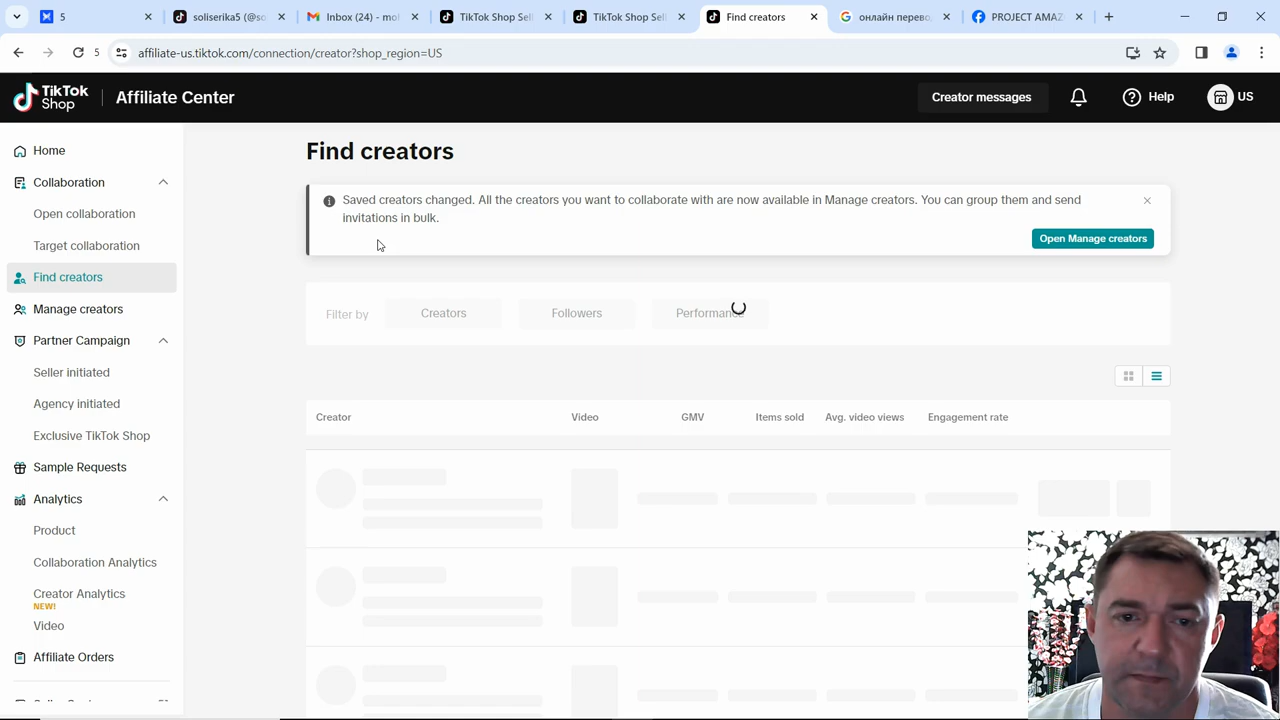 5
soliserika5 (@so
Inbox (24) - mot
TikTok Shop Sel
TikTok Shop Sel
Find creators
онлайн перево
PROJECT AMAZ
5
affiliate-us.tiktok.com/connection/creator?shop_region=US
TikTok
Shop
Affiliate Center
Creator messages
Help
US
Home
Collaboration
Open collaboration
Target collaboration
Find creators
Manage creators
Partner Campaign
Seller initiated
Agency initiated
Exclusive TikTok Shop
Sample Requests
Analytics
Product
Collaboration Analytics
Creator Analytics
NEW!
Video
Affiliate Orders
Find creators
Saved creators changed. All the creators you want to collaborate with are now available in Manage creators. You can group them and send
invitations in bulk.
Open Manage creators
Filter by
Creators
Followers
Performance
Creator
Video
GMV
Items sold
Avg. video views
Engagement rate